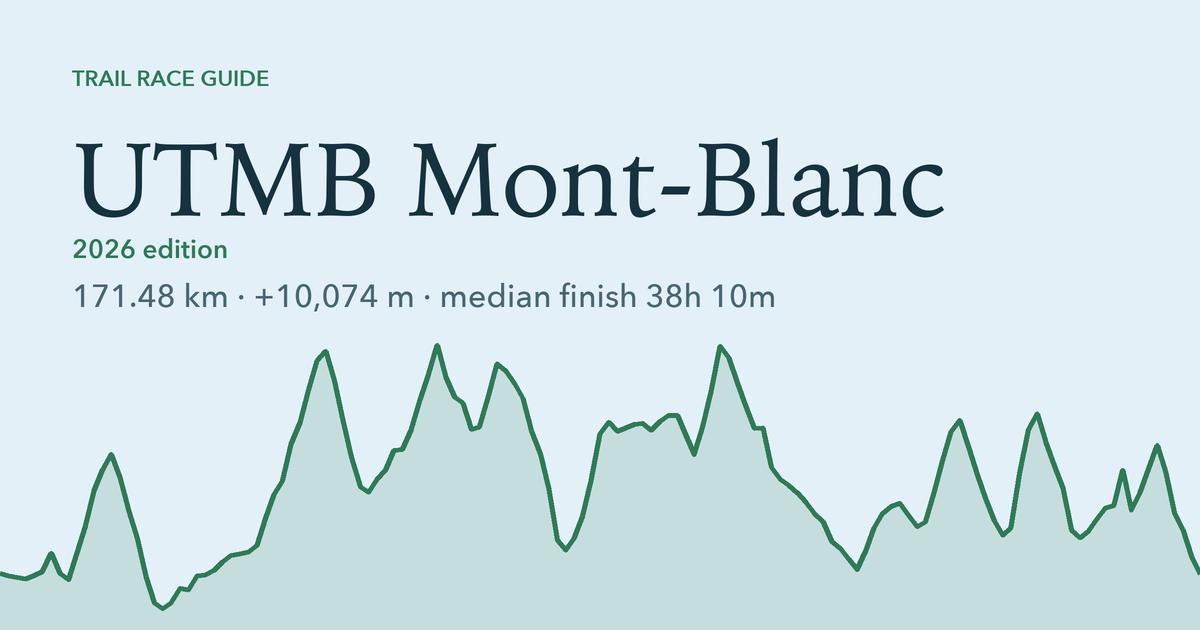 TRAIL RACE GUIDE
UTMB Mont-Blanc
2026 edition
171.48 km · +10,074 m · median finish 38h 10m